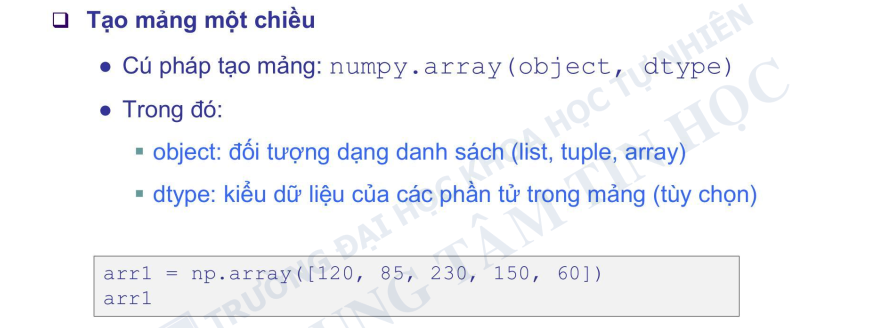 Tạo mảng một chiều
Cú pháp tạo mảng: numpy.array(object, dtype)
Trong đó:
object: đối tượng dạng danh sách (list, tuple, array)
dtype: kiểu dữ liệu của các phần tử trong mảng (tùy chọn)
arr1 = np.array([120, 85, 230, 150, 60])
arr1
TRƯỜNG ĐẠI HỌC KHOA HỌC TỰ NHIÊN
TRUNG TÂM TIN HỌC